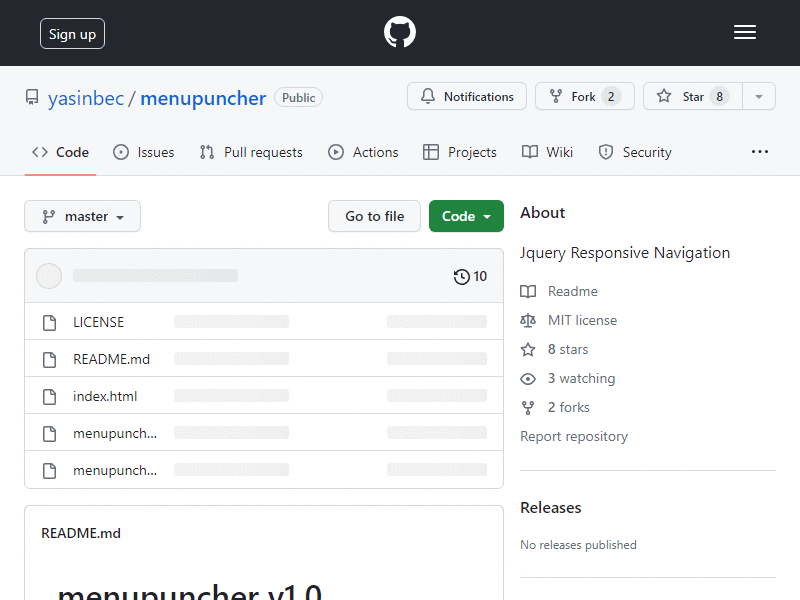 Sign up
yasinbec / menupuncher Public
Notifications Fork 2 Star 8
Code Issues Pull requests Actions Projects Wiki Security
master Go to file Code
10
LICENSE
README.md
index.html
menupunch...
menupunch...
README.md
menupuncher v1.0
About
Jquery Responsive Navigation
Readme
MIT license
8 stars
3 watching
2 forks
Report repository
Releases
No releases published